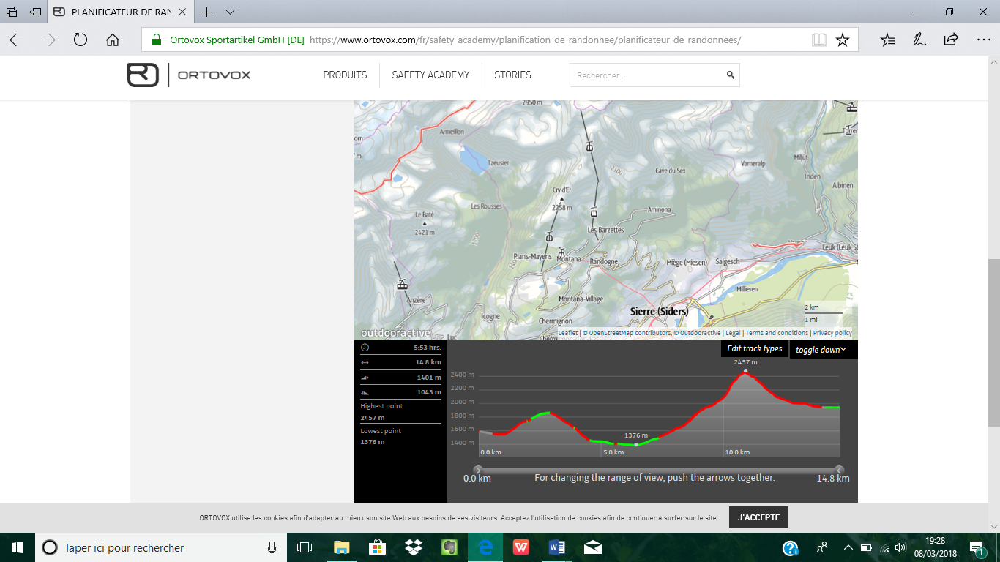 PLANIFICATEUR DE RAN
Ortovox Sportartikel GmbH [DE] https://www.ortovox.com/fr/safety-academy/planification-de-randonnee/planificateur-de-randonnees/
ORTOVOX
PRODUITS
SAFETY ACADEMY
STORIES
Rechercher...
2950 m
Armeillon
m
Tzeusier
2100
Cave du Sex
Vameralp
Miljüt
Inden
Albinen
Cry d'Er
2258 m
Les Rousses
Le Baté
2421 m
1700
Aminona
Les Barzettes
Plans-Mayens
Montana
Randogne
Miège (Miesen)
Salgesch
Leuk (Leuk St
Millieren
Anzère
Icogne
Montana-Village
Chermignon
Sierre (Siders)
2 km
1 mi
outdooractive
Luc
Leaflet | © OpenStreetMap contributors, © Outdooractive | Legal | Terms and conditions | Privacy policy
5:53 hrs.
14.8 km
1401 m
1043 m
Highest point
2457 m
Lowest point
1376 m
Edit track types
toggle down
2457 m
2400 m
2200 m
2000 m
1800 m
1600 m
1400 m
1376 m
0.0 km
5.0 km
10.0 km
0.0 km
For changing the range of view, push the arrows together.
14.8 km
ORTOVOX utilise les cookies afin d'adapter au mieux son site Web aux besoins de ses visiteurs. Acceptez l'utilisation de cookies afin de continuer à surfer sur le site.
J'ACCEPTE
Taper ici pour rechercher
19:28
08/03/2018
1